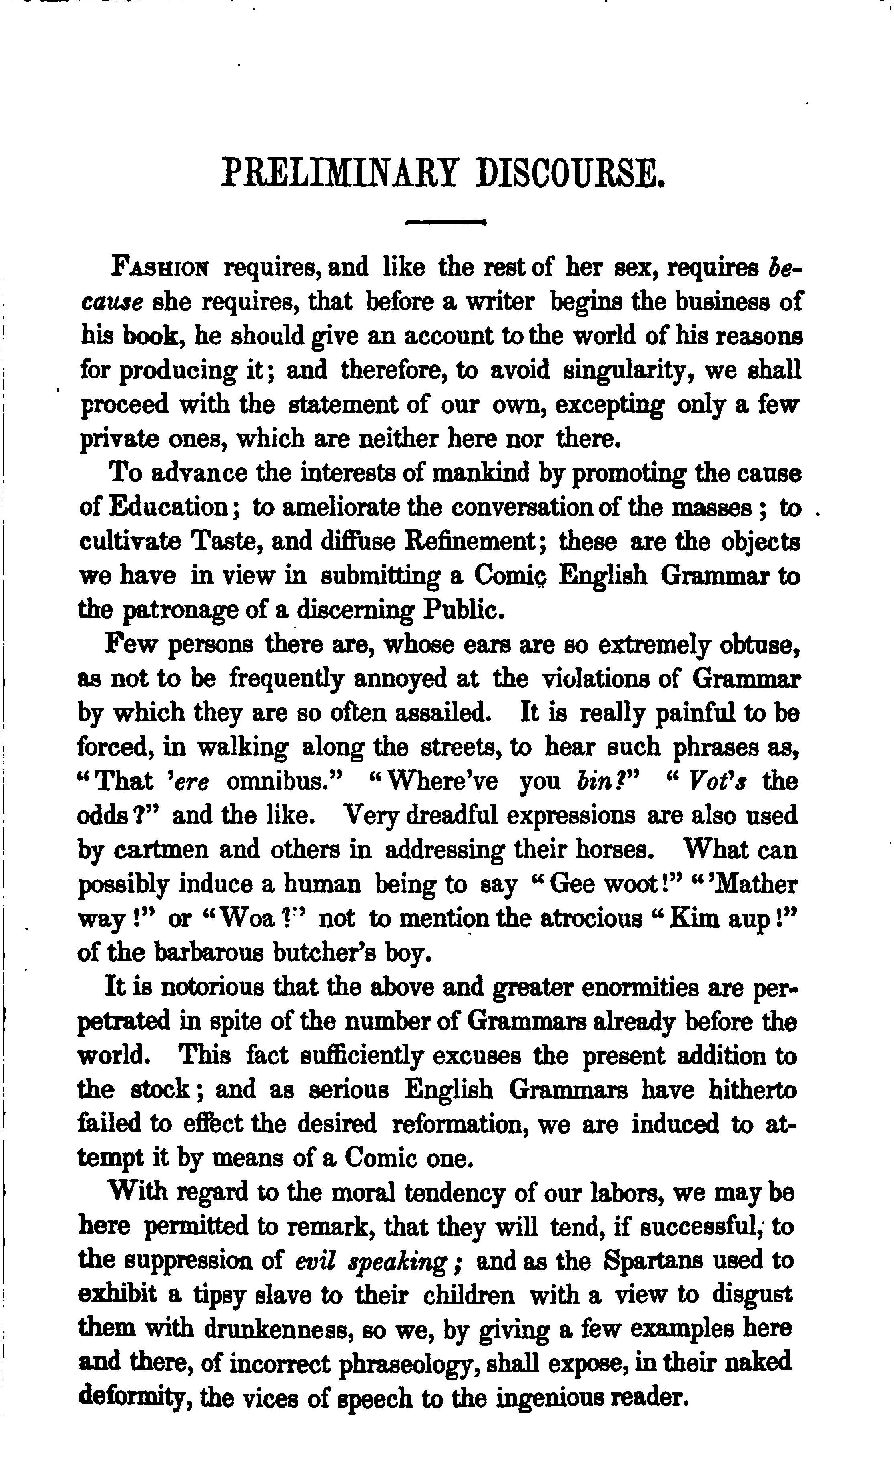 PRELIMINARY DISCOURSE.
FASHION requires, and like the rest of her sex, requires be-
cause she requires, that before a writer begins the business of
his book, he should give an account to the world of his reasons
for producing it; and therefore, to avoid singularity, we shall
proceed with the statement of our own, excepting only a few
private ones, which are neither here nor there.
To advance the interests of mankind by promoting the cause
of Education; to ameliorate the conversation of the masses; to
cultivate Taste, and diffuse Refinement; these are the objects
we have in view in submitting a Comic English Grammar to
the patronage of a discerning Public.
Few persons there are, whose ears are so extremely obtuse,
as not to be frequently annoyed at the violations of Grammar
by which they are so often assailed. It is really painful to be
forced, in walking along the streets, to hear such phrases as,
"That 'ere omnibus." "Where've you bin?" "Vot's the
odds?" and the like. Very dreadful expressions are also used
by cartmen and others in addressing their horses. What can
possibly induce a human being to say "Gee woot!" "'Mather
way!" or "Woa?" not to mention the atrocious "Kim aup!"
of the barbarous butcher's boy.
It is notorious that the above and greater enormities are per-
petrated in spite of the number of Grammars already before the
world. This fact sufficiently excuses the present addition to
the stock; and as serious English Grammars have hitherto
failed to effect the desired reformation, we are induced to at-
tempt it by means of a Comic one.
With regard to the moral tendency of our labors, we may be
here permitted to remark, that they will tend, if successful, to
the suppression of evil speaking; and as the Spartans used to
exhibit a tipsy slave to their children with a view to disgust
them with drunkenness, so we, by giving a few examples here
and there, of incorrect phraseology, shall expose, in their naked
deformity, the vices of speech to the ingenious reader.